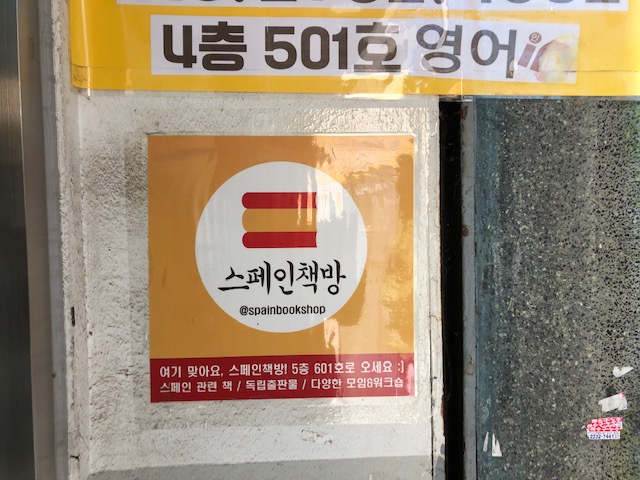 4층 501호 영어
스페인책방
@spainbookshop
여기 맞아요, 스페인책방! 5층 601호로 오세요 :)
스페인 관련 책 / 독립출판물 / 다양한 모임&워크숍